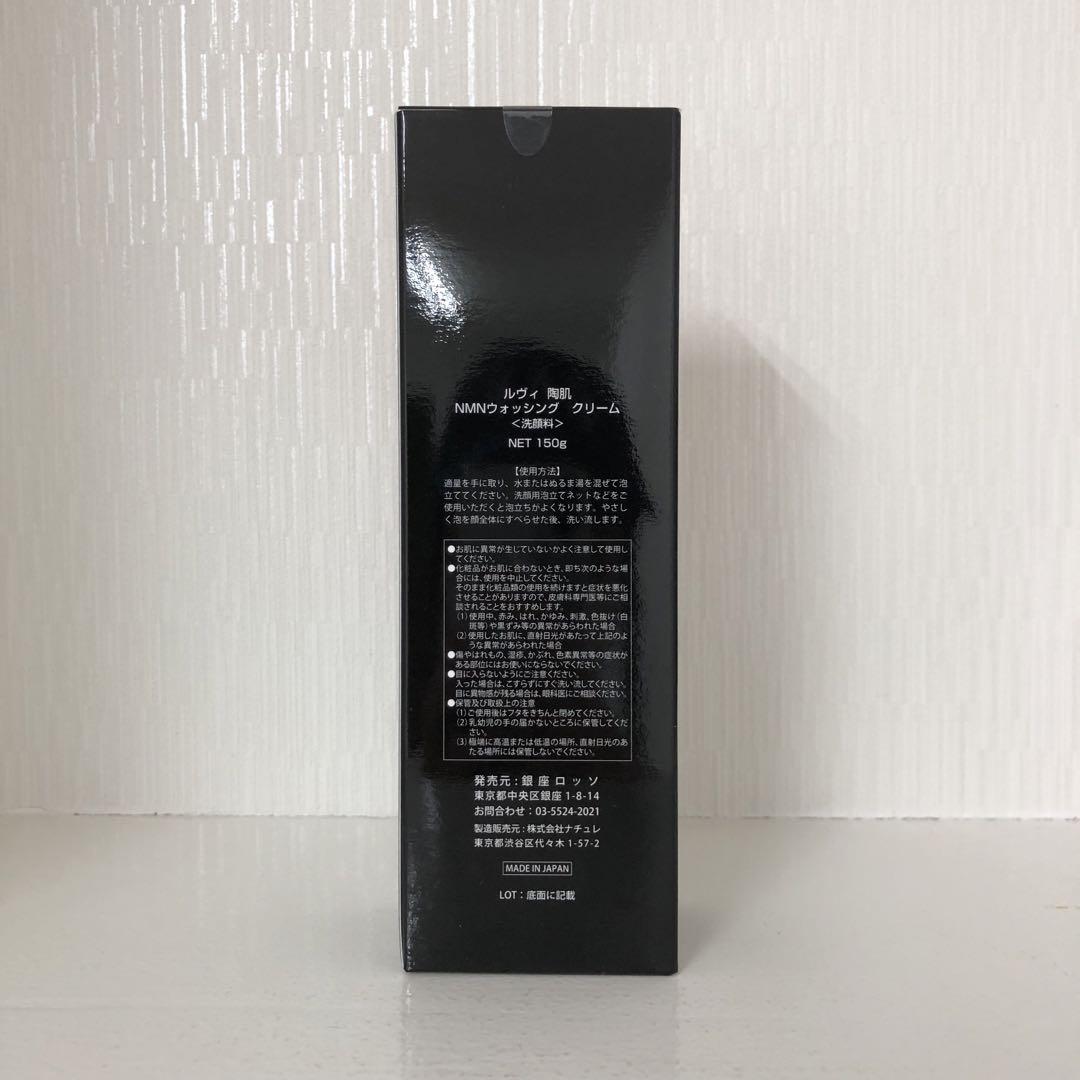 ルヴィ 陶肌
NMNウォッシング クリーム
＜洗顔料＞
NET 150g
【使用方法】
適量を手に取り、水またはぬるま湯を混ぜて泡
立ててください。洗顔用泡立てネットなどをご
使用いただくと泡立ちがよくなります。やさし
く泡を顔全体にすべらせた後、洗い流します。
●お肌に異常が生じていないかよく注意して使用し
てください。
●化粧品がお肌に合わないとき、即ち次のような場
合には、使用を中止してください。
そのまま化粧品類の使用を続けますと症状を悪化
させることがありますので、皮膚科専門医等にご相
談されることをおすすめします。
(1)使用中、赤み、はれ、かゆみ、刺激、色抜け(白
斑等)や黒ずみ等の異常があらわれた場合
(2)使用したお肌に、直射日光があたって上記のよ
うな異常があらわれた場合
●傷やはれもの、湿疹、かぶれ、色素異常等の症状が
ある部位にはお使いにならないでください。
●目に入らないようにご注意ください。
入った場合は、こすらずにすぐ洗い流してください。
目に異物感が残る場合は、眼科医にご相談ください。
●保管及び取扱上の注意
(1)ご使用後はフタをきちんと閉めてください。
(2)乳幼児の手の届かないところに保管してくだ
さい。
(3)極端に高温または低温の場所、直射日光のあ
たる場所には保管しないでください。
発売元：銀座ロッソ
東京都中央区銀座 1-8-14
お問合わせ：03-5524-2021
製造販売元：株式会社ナチュレ
東京都渋谷区代々木 1-57-2
MADE IN JAPAN
LOT：底面に記載